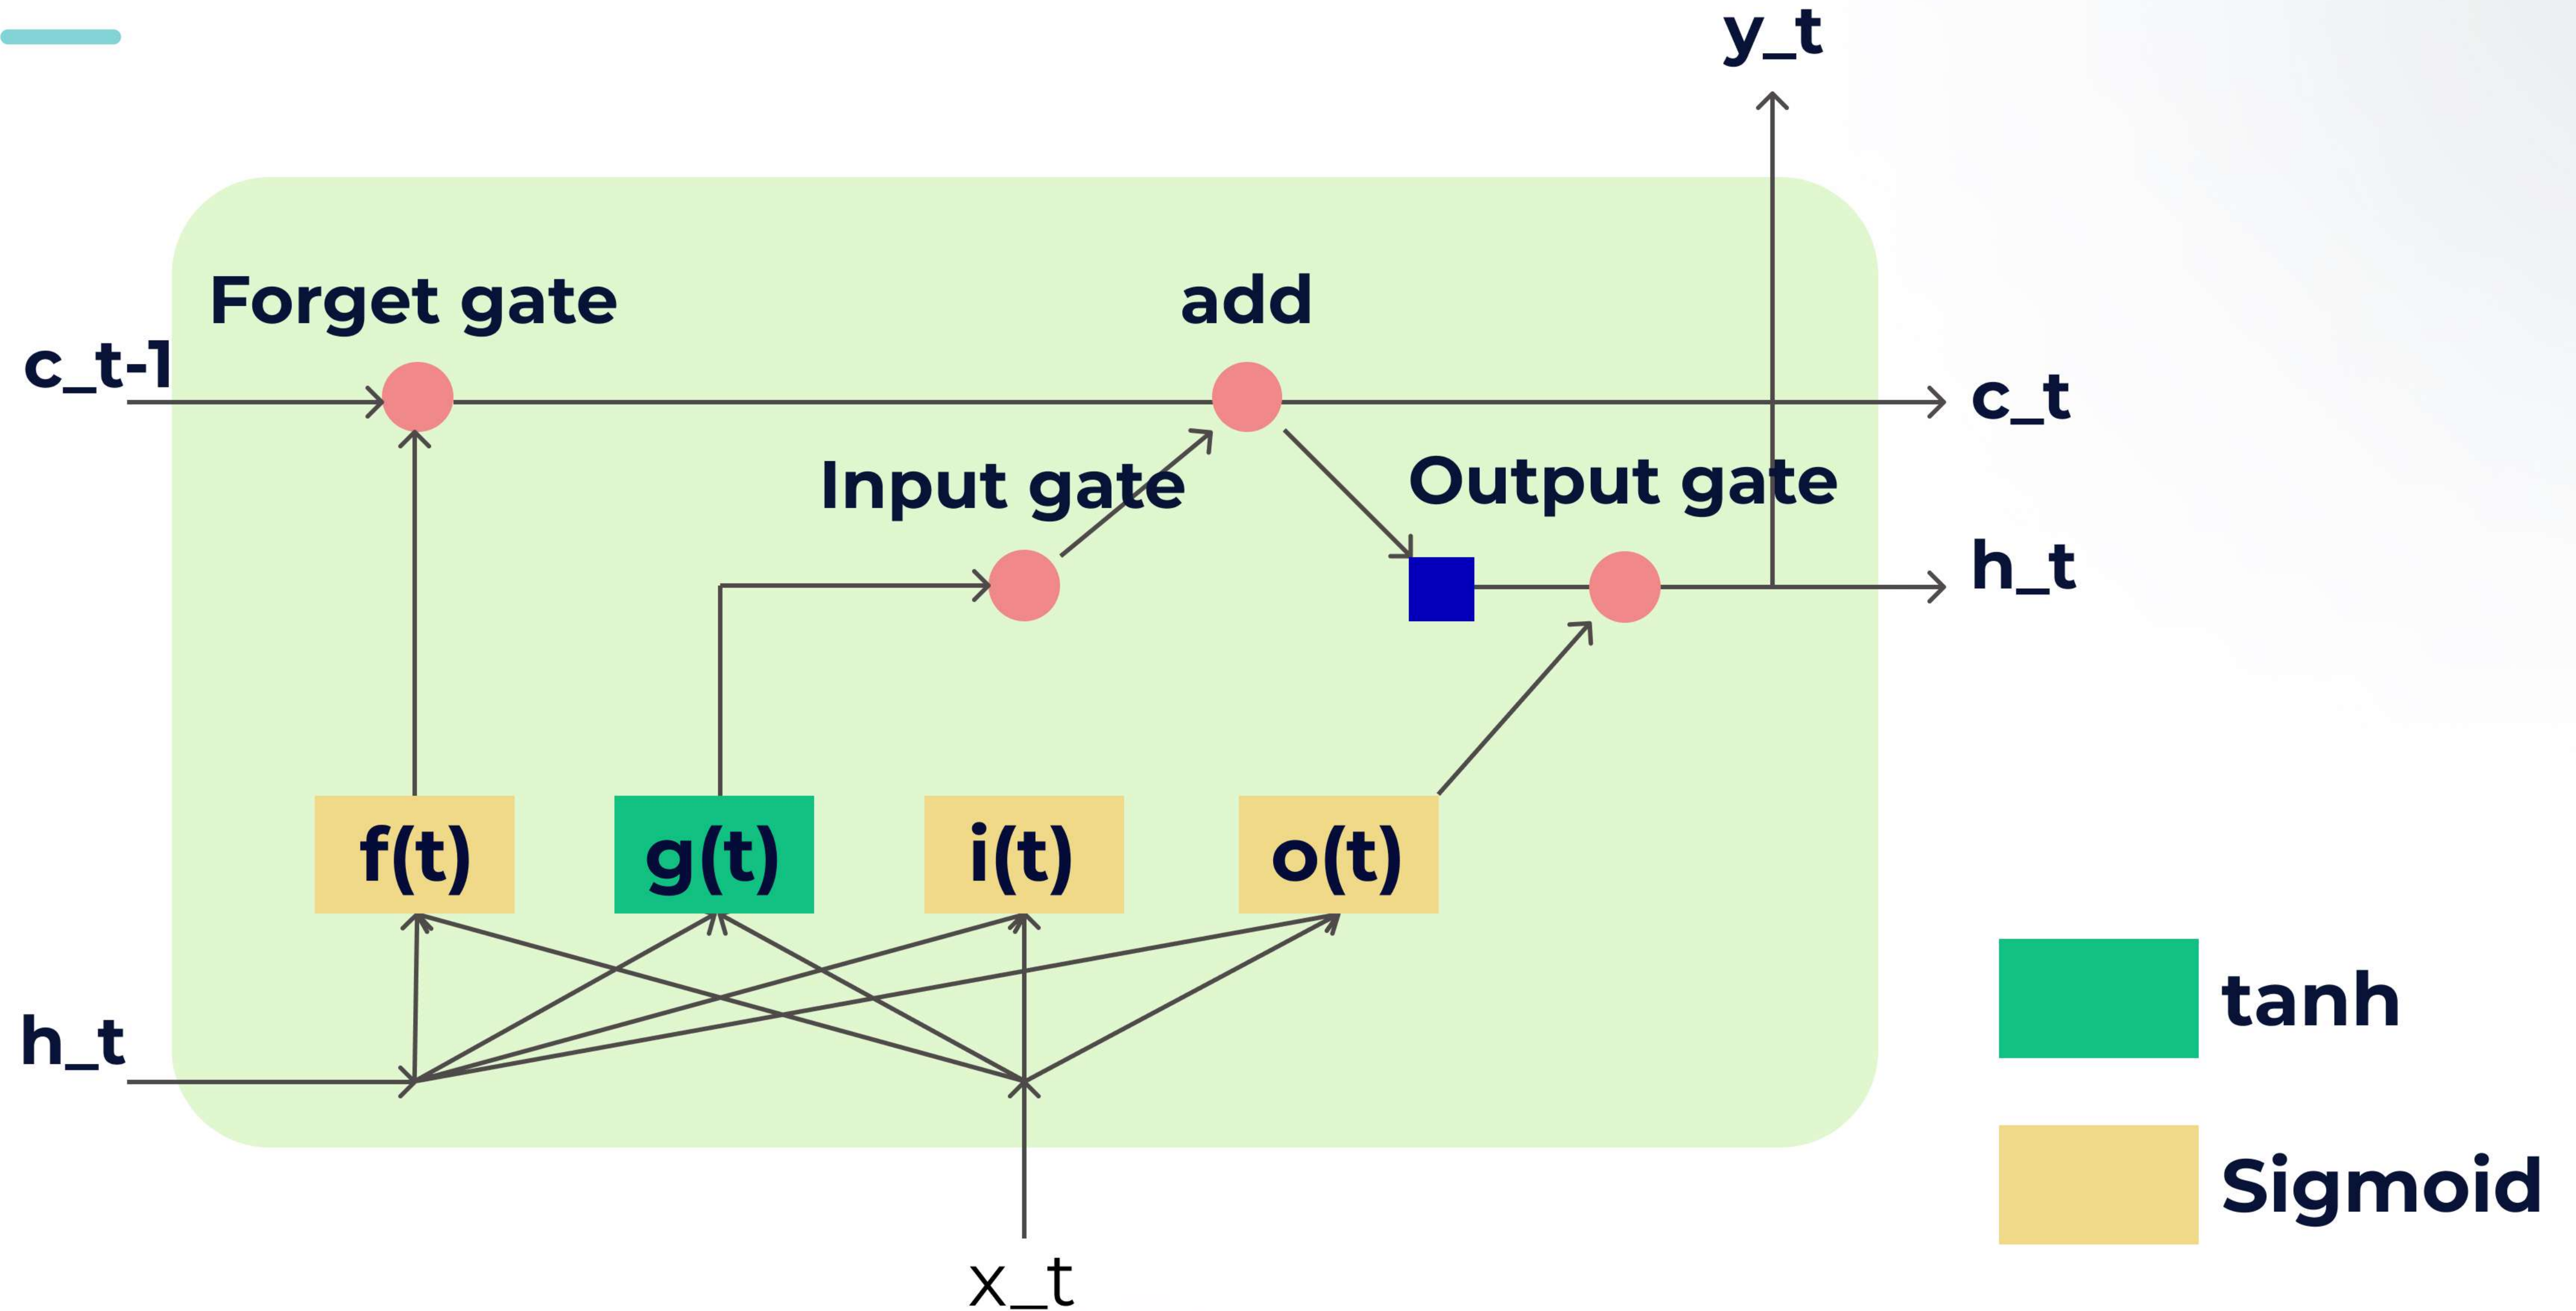 y_t
Forget gate
add
c_t-1
c_t
Input gate
Output gate
h_t
f(t)
g(t)
i(t)
o(t)
h_t
tanh
Sigmoid
x_t